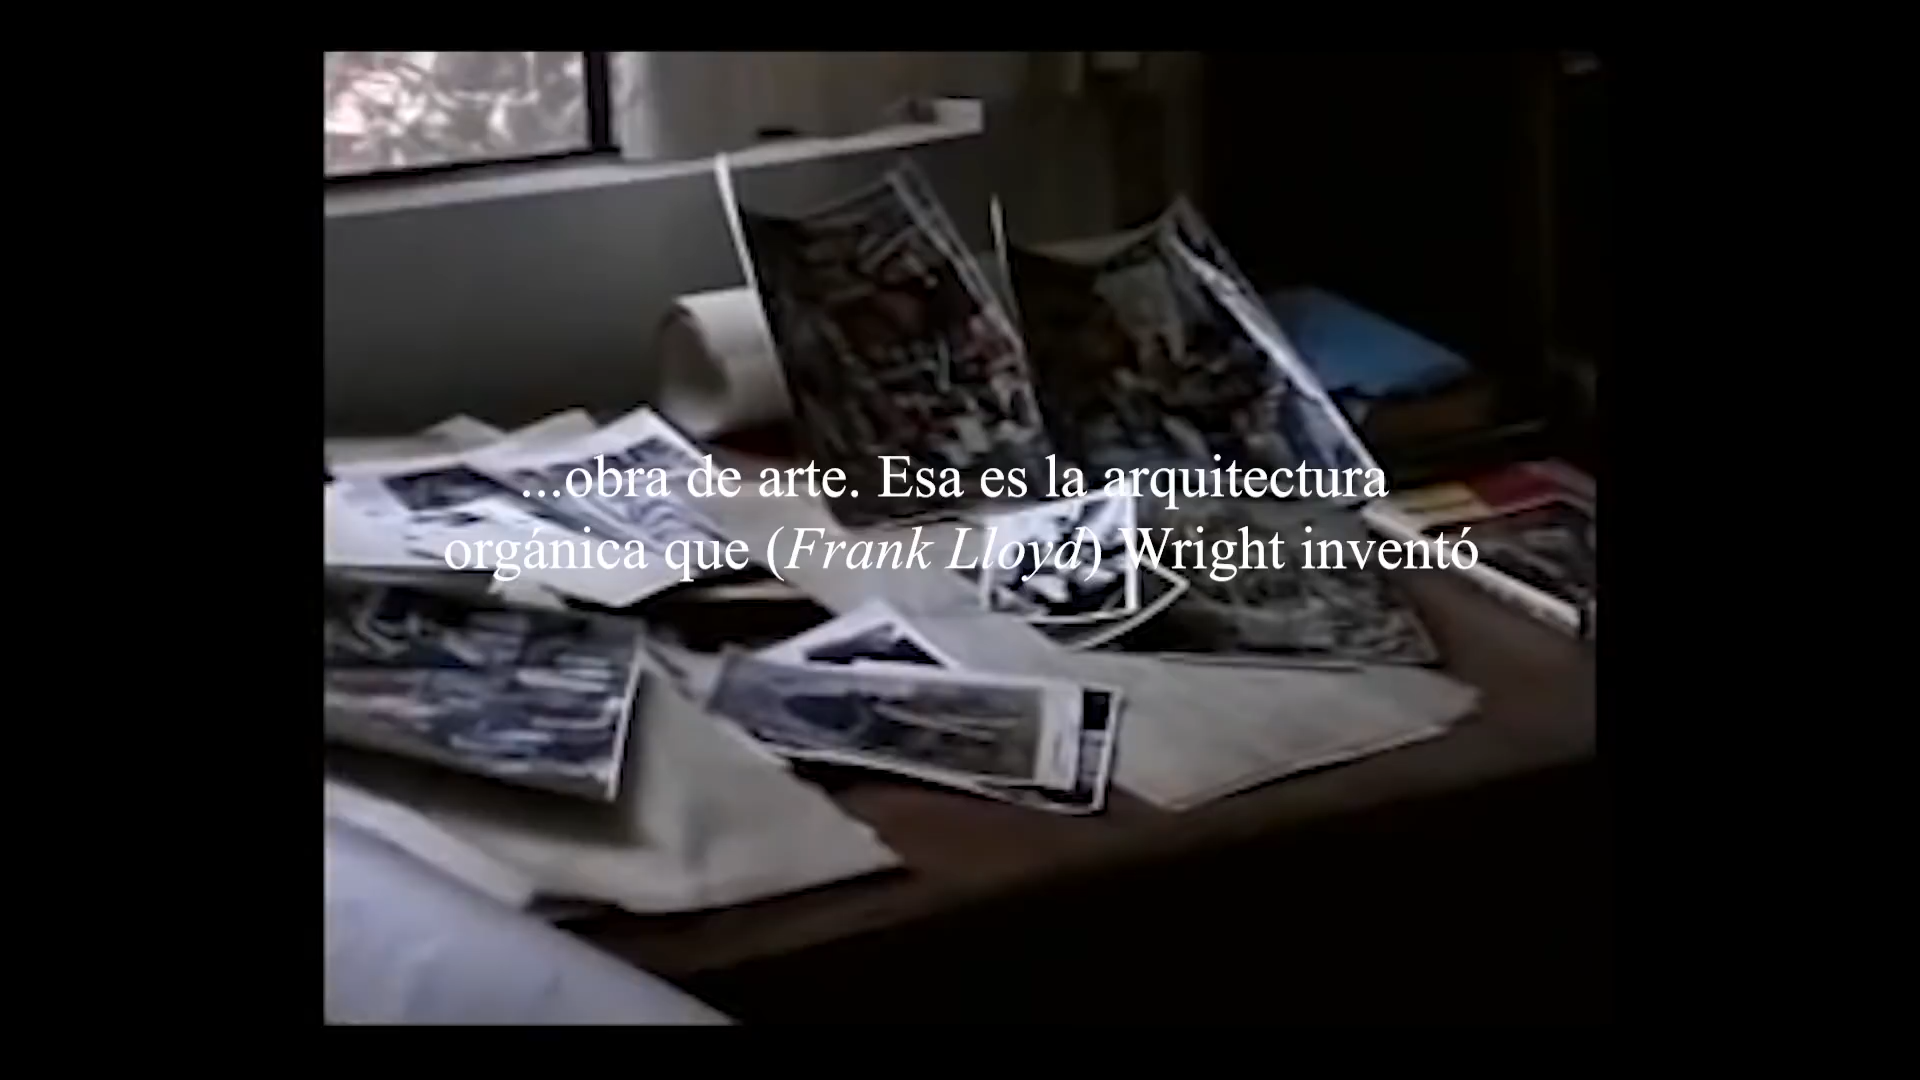 ...obra de arte. Esa es la arquitectura
orgánica que (Frank Lloyd) Wright inventó